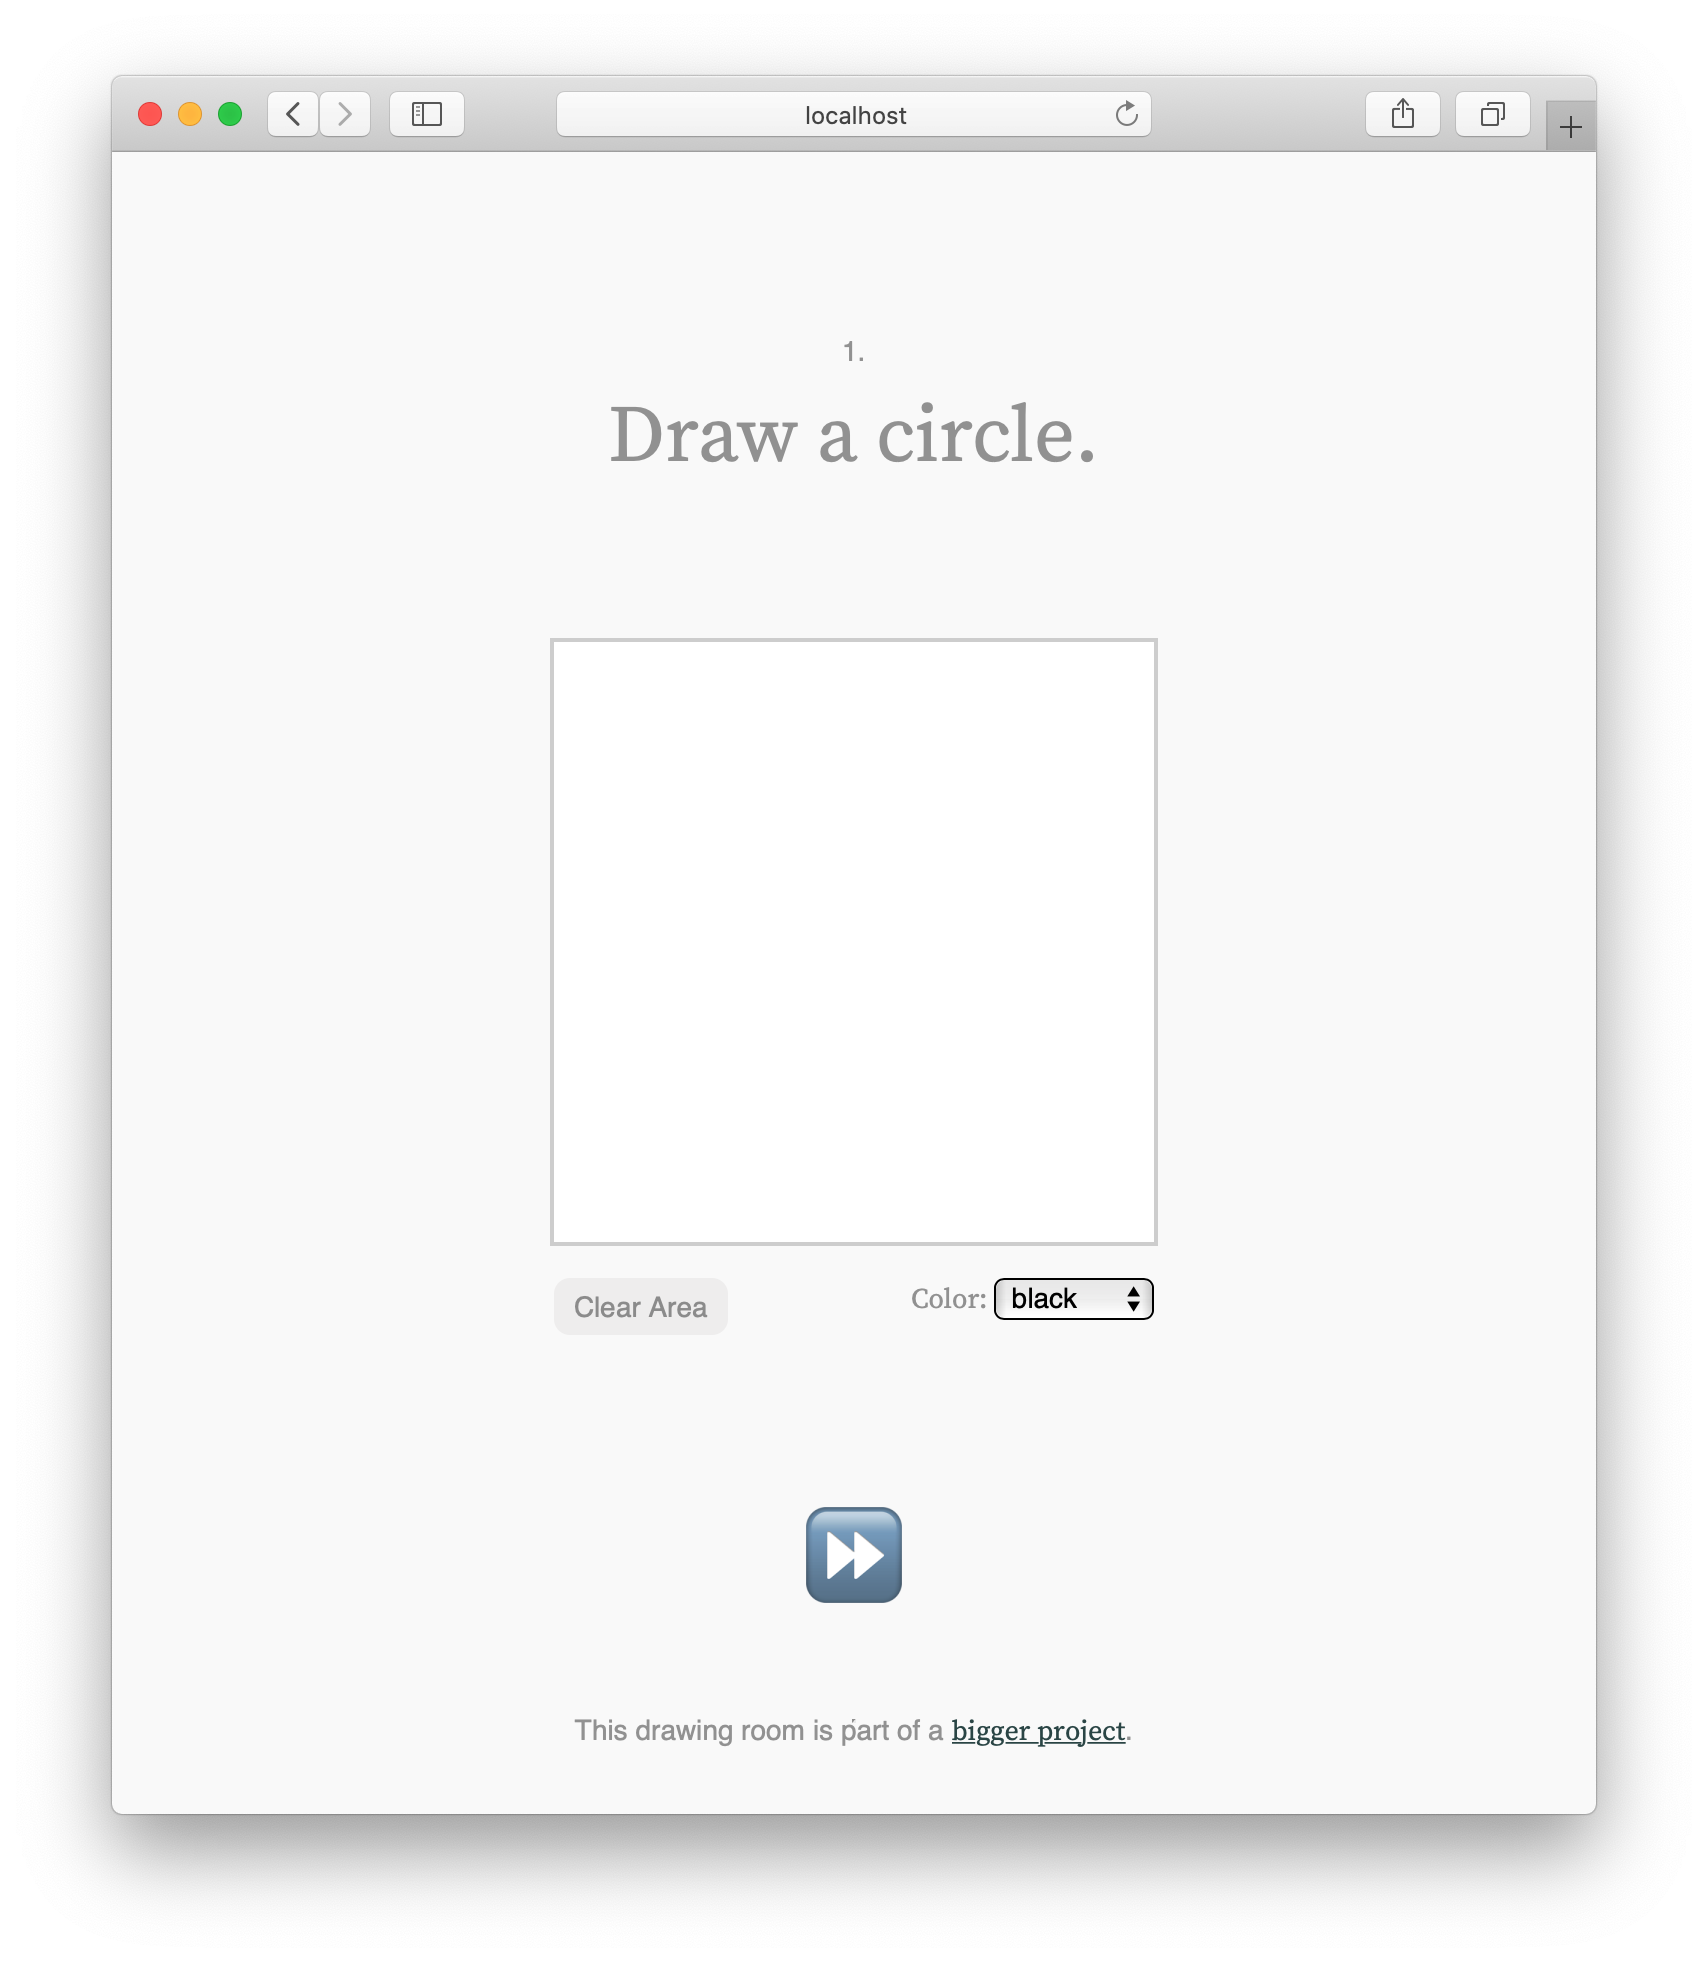 localhost
1.
Draw a circle.
Clear Area
Color: black
This drawing room is part of a bigger project.